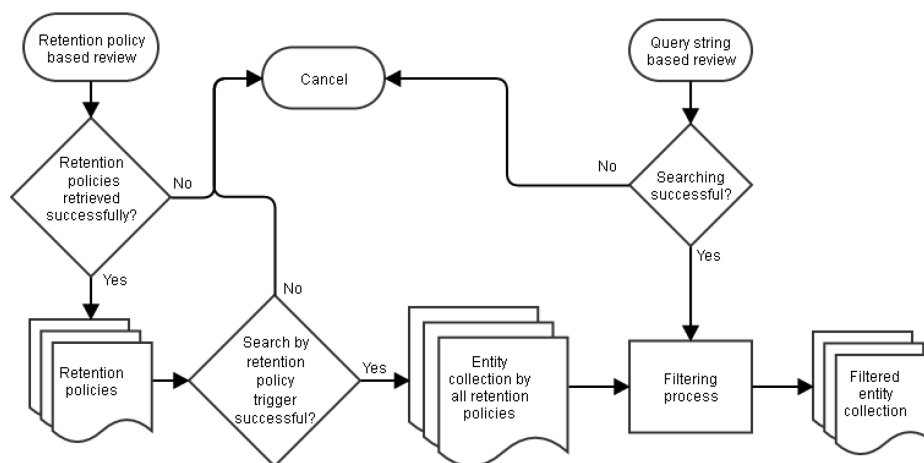 Retention policy
based review
Cancel
Query string
based review
Retention
policies
retrieved
successfully?
No
No
Searching
successful?
Yes
Yes
No
Retention
policies
Search by
retention
policy
trigger
successful?
Yes
Entity
collection by
all retention
policies
Filtering
process
Filtered
entity
collection